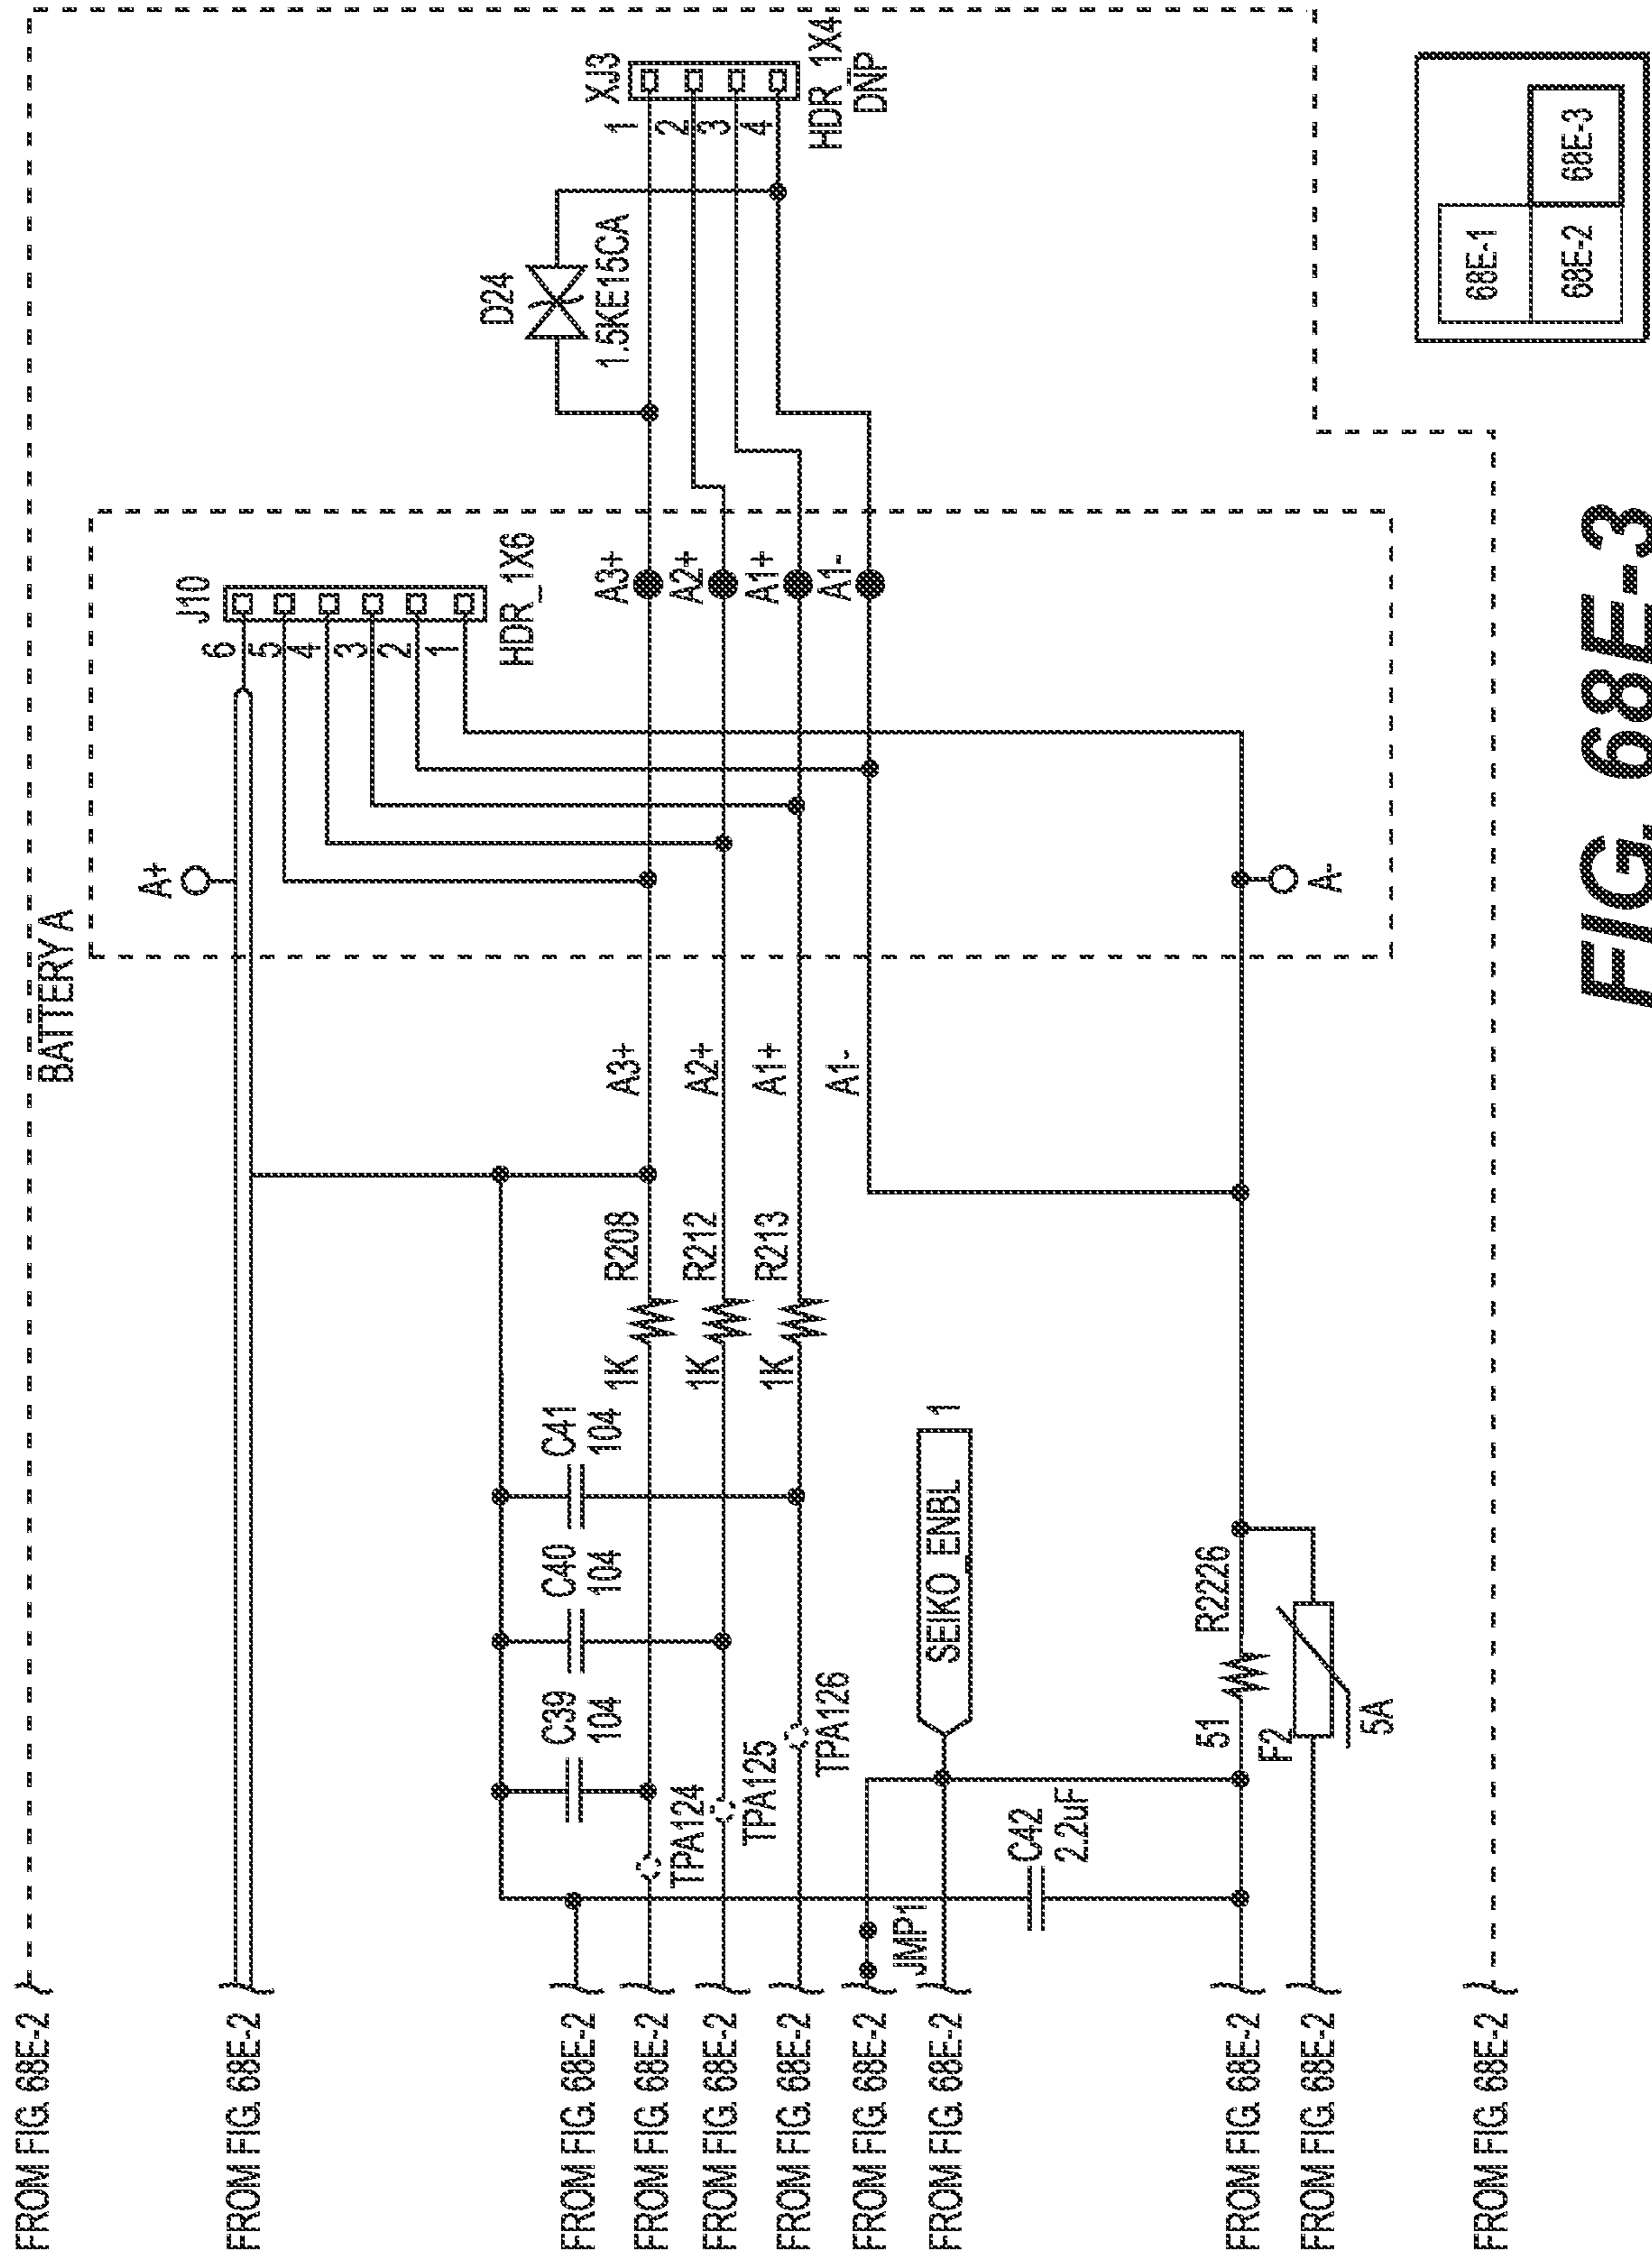 BATTERY A
FROM FIG. 68E-2
FROM FIG. 68E-2
FROM FIG. 68E-2
FROM FIG. 68E-2
FROM FIG. 68E-2
FROM FIG. 68E-2
FROM FIG. 68E-2
FROM FIG. 68E-2
FROM FIG. 68E-2
FROM FIG. 68E-2
FROM FIG. 68E-2
A+
J10
6
5
4
3
2
1
HDR_1X6
D24
1.5KE15CA
XJ3
1
2
3
4
HDR_1X4
DNP
C39
104
C40
104
C41
104
1K
R208
A3+
A3+
1K
R212
A2+
A2+
1K
R213
A1+
A1+
A1-
A1-
TPA124
TPA125
TPA126
JMP1
SEIKO_ENBL
1
C42
2.2uF
51
R2226
F2
5A
A-
68E-1
68E-2
68E-3
FIG. 68E-3